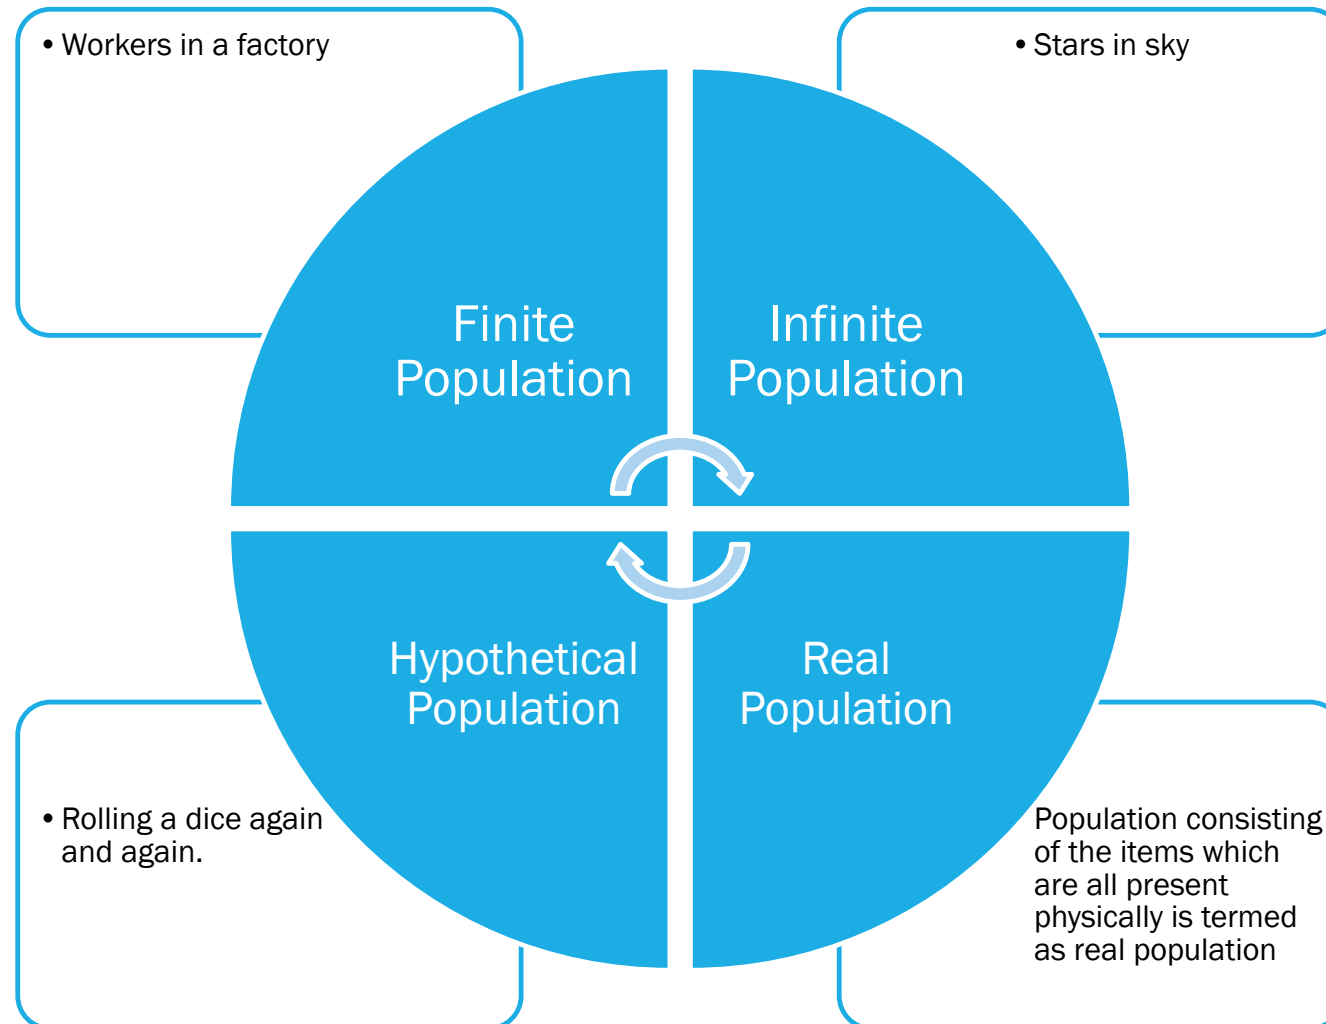 • Workers in a factory
• Stars in sky
Finite
Population
Infinite
Population
Hypothetical
Population
Real
Population
• Rolling a dice again
and again.
Population consisting
of the items which
are all present
physically is termed
as real population